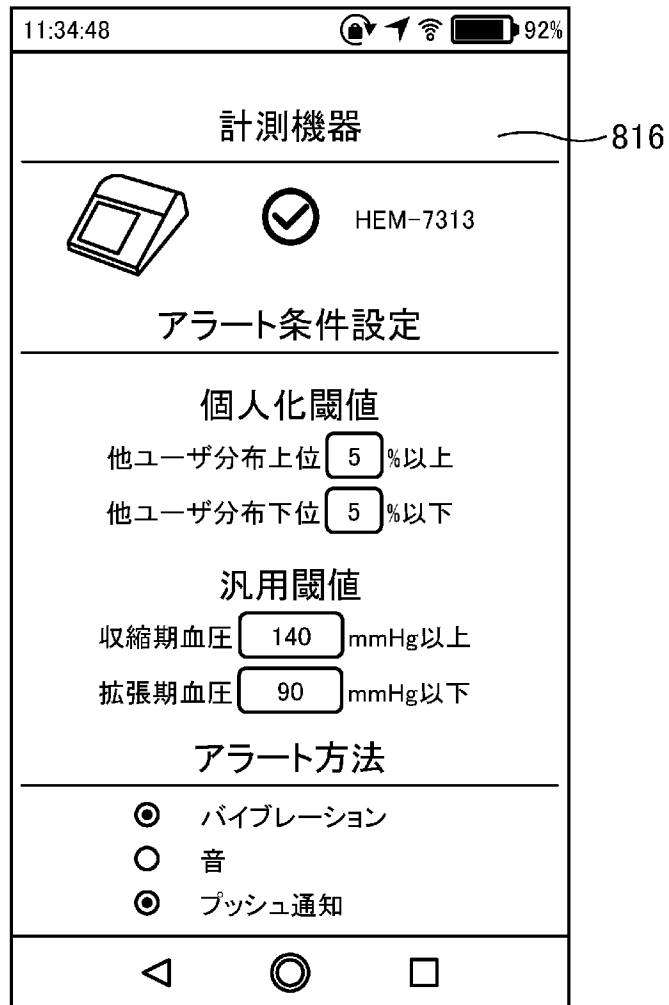 11:34:48 92%
計測機器
816
HEM-7313
アラート条件設定
個人化閾値
他ユーザ分布上位 5 %以上
他ユーザ分布下位 5 %以下
汎用閾値
収縮期血圧 140 mmHg以上
拡張期血圧 90 mmHg以下
アラート方法
バイブレーション
音
プッシュ通知